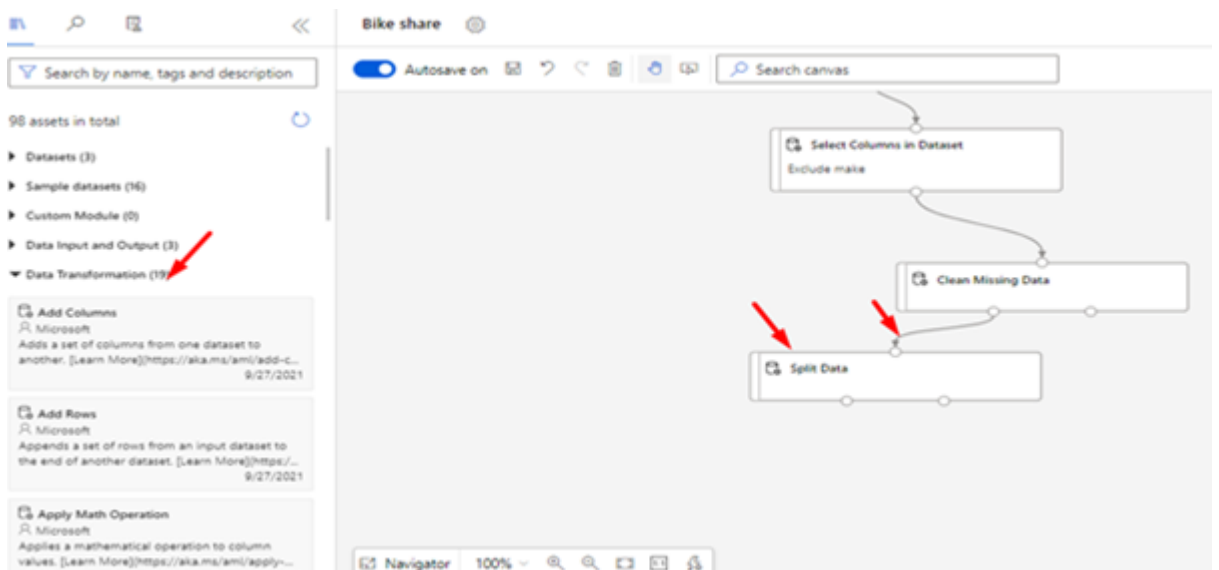 Bike share
Search by name, tags and description
Autosave on
Search canvas
98 assets in total
Datasets (3)
Sample datasets (16)
Custom Module (0)
Data Input and Output (3)
Data Transformation (19)
Add Columns
Microsoft
Adds a set of columns from one dataset to
another. [Learn More](https://aka.ms/aml/add-c...
9/27/2021
Add Rows
Microsoft
Appends a set of rows from an input dataset to
the end of another dataset. [Learn More](https:/...
9/27/2021
Apply Math Operation
Microsoft
Applies a mathematical operation to column
values. [Learn More](https://aka.ms/aml/apply-...
Select Columns in Dataset
Exclude make
Clean Missing Data
Split Data
Navigator 100%